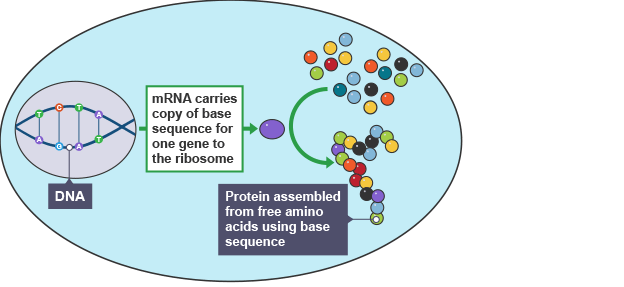 T C T A
A G A T
mRNA carries
copy of base
sequence for
one gene to
the ribosome
DNA
Protein assembled
from free amino
acids using base
sequence